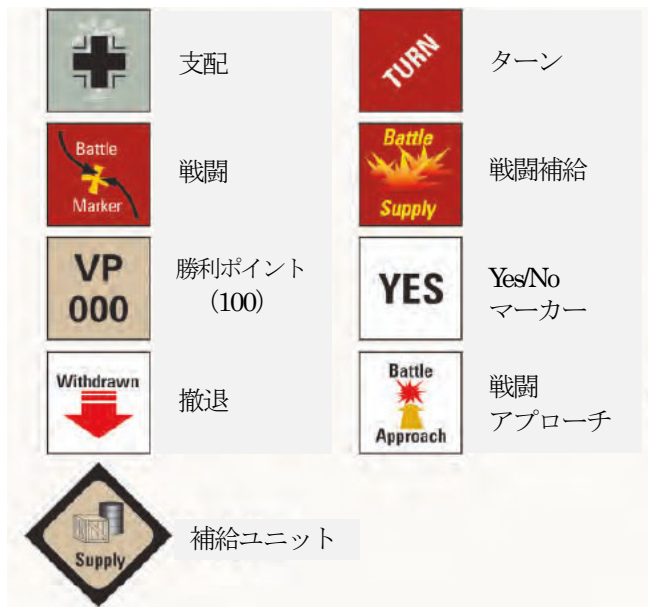 支配
TURN
ターン
Battle
Marker
戦闘
Battle
Supply
戦闘補給
VP
000
勝利ポイント
(100)
YES
Yes/No
マーカー
Withdrawn
撤退
Battle
Approach
戦闘
アプローチ
Supply
補給ユニット